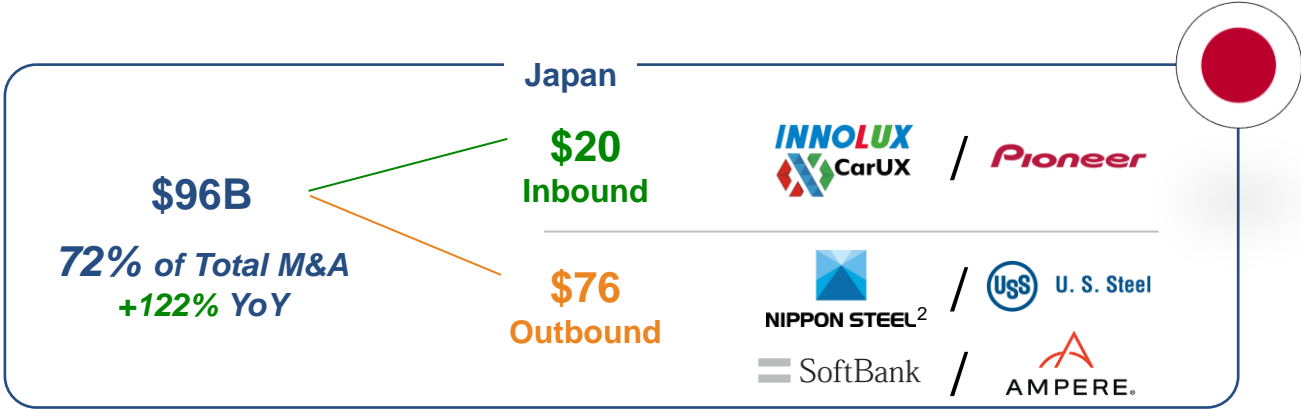 Japan
$96B
72% of Total M&A
+122% YoY
$20
Inbound
INNOLUX
CarUX
/
Pioneer
$76
Outbound
NIPPON STEEL2
/
USS U. S. Steel
SoftBank
/
AMPERE®